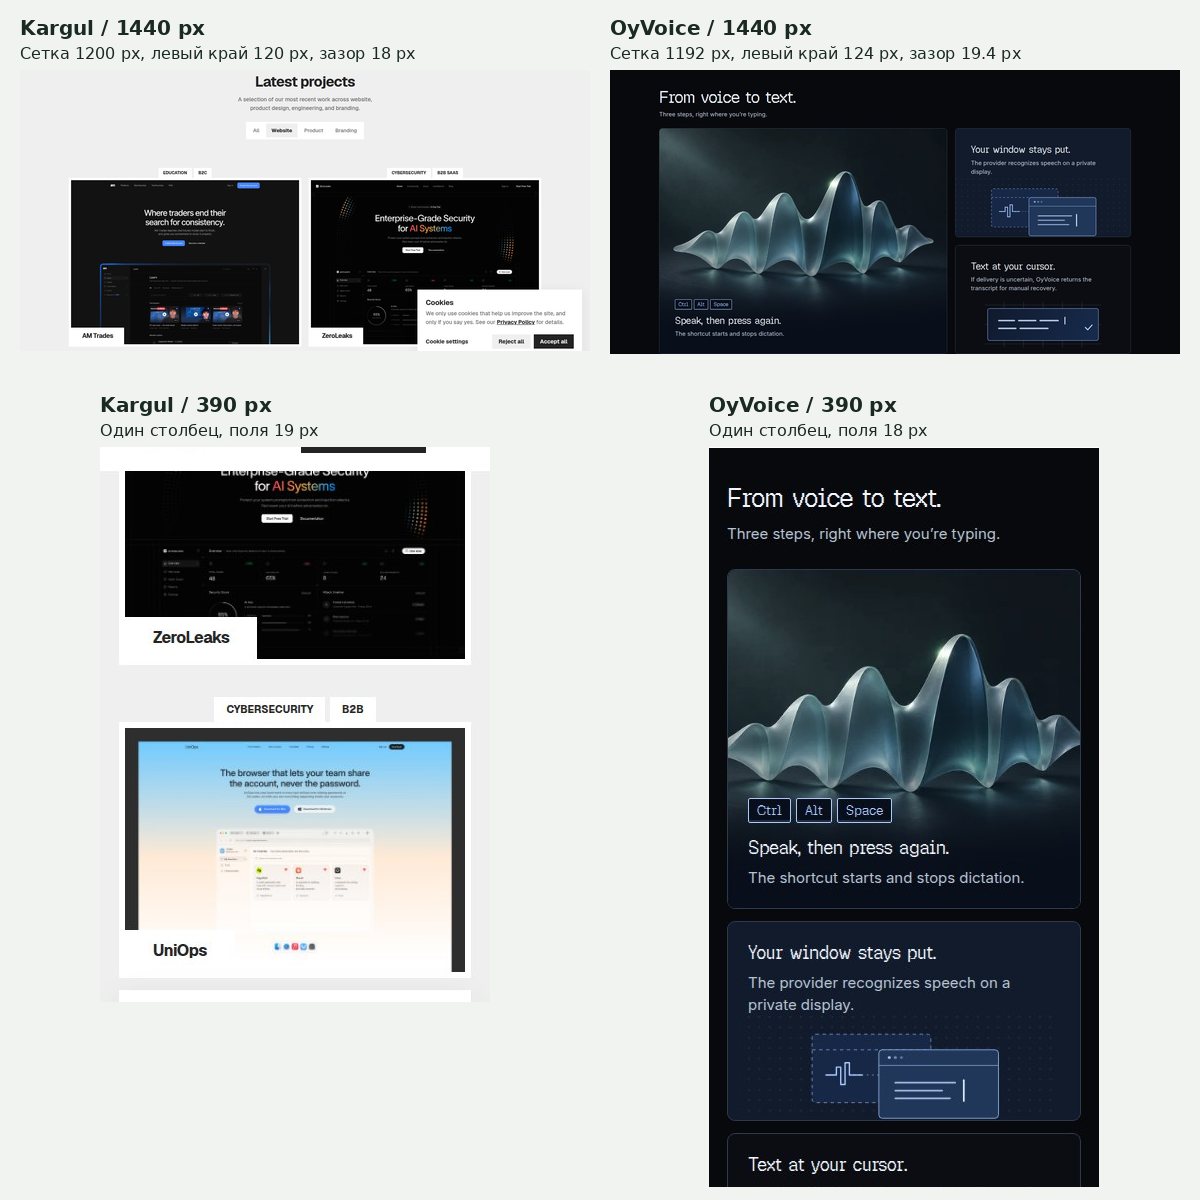 Kargul / 1440 px
Сетка 1200 px, левый край 120 px, зазор 18 px
Latest projects
A selection of our most recent work across website,
product design, engineering, and branding.
All Website Product Branding
EDUCATION B2C
Where traders end their
search for consistency.
AM Trades
CYBERSECURITY B2B SAAS
Enterprise-Grade Security
for AI Systems
Start Free Trial
ZeroLeaks
Cookies
We only use cookies that help us improve the site, and
only if you say yes. See our Privacy Policy for details.
Cookie settings Reject all Accept all
OyVoice / 1440 px
Сетка 1192 px, левый край 124 px, зазор 19.4 px
From voice to text.
Three steps, right where you're typing.
Ctrl Alt Space
Speak, then press again.
The shortcut starts and stops dictation.
Your window stays put.
The provider recognizes speech on a private
display.
Text at your cursor.
If delivery is uncertain, OyVoice returns the
transcript for manual recovery.
Kargul / 390 px
Один столбец, поля 19 px
Enterprise-Grade Security
for AI Systems
Start Free Trial Documentation
ZeroLeaks
CYBERSECURITY B2B
UniOps
The browser that lets your team share
the account, never the password.
UniOps
OyVoice / 390 px
Один столбец, поля 18 px
From voice to text.
Three steps, right where you’re typing.
Ctrl Alt Space
Speak, then press again.
The shortcut starts and stops dictation.
Your window stays put.
The provider recognizes speech on a
private display.
Text at your cursor.